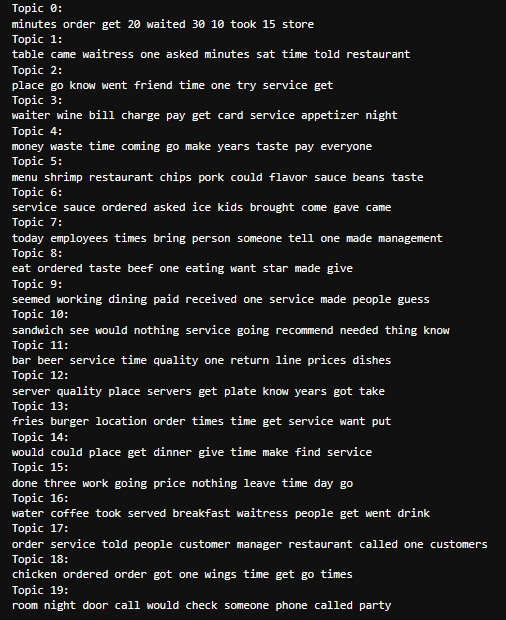 Topic 0:
minutes order get 20 waited 30 10 took 15 store
Topic 1:
table came waitress one asked minutes sat time told restaurant
Topic 2:
place go know went friend time one try service get
Topic 3:
waiter wine bill charge pay get card service appetizer night
Topic 4:
money waste time coming go make years taste pay everyone
Topic 5:
menu shrimp restaurant chips pork could flavor sauce beans taste
Topic 6:
service sauce ordered asked ice kids brought come gave came
Topic 7:
today employees times bring person someone tell one made management
Topic 8:
eat ordered taste beef one eating want star made give
Topic 9:
seemed working dining paid received one service made people guess
Topic 10:
sandwich see would nothing service going recommend needed thing know
Topic 11:
bar beer service time quality one return line prices dishes
Topic 12:
server quality place servers get plate know years got take
Topic 13:
fries burger location order times time get service want put
Topic 14:
would could place get dinner give time make find service
Topic 15:
done three work going price nothing leave time day go
Topic 16:
water coffee took served breakfast waitress people get went drink
Topic 17:
order service told people customer manager restaurant called one customers
Topic 18:
chicken ordered order got one wings time get go times
Topic 19:
room night door call would check someone phone called party